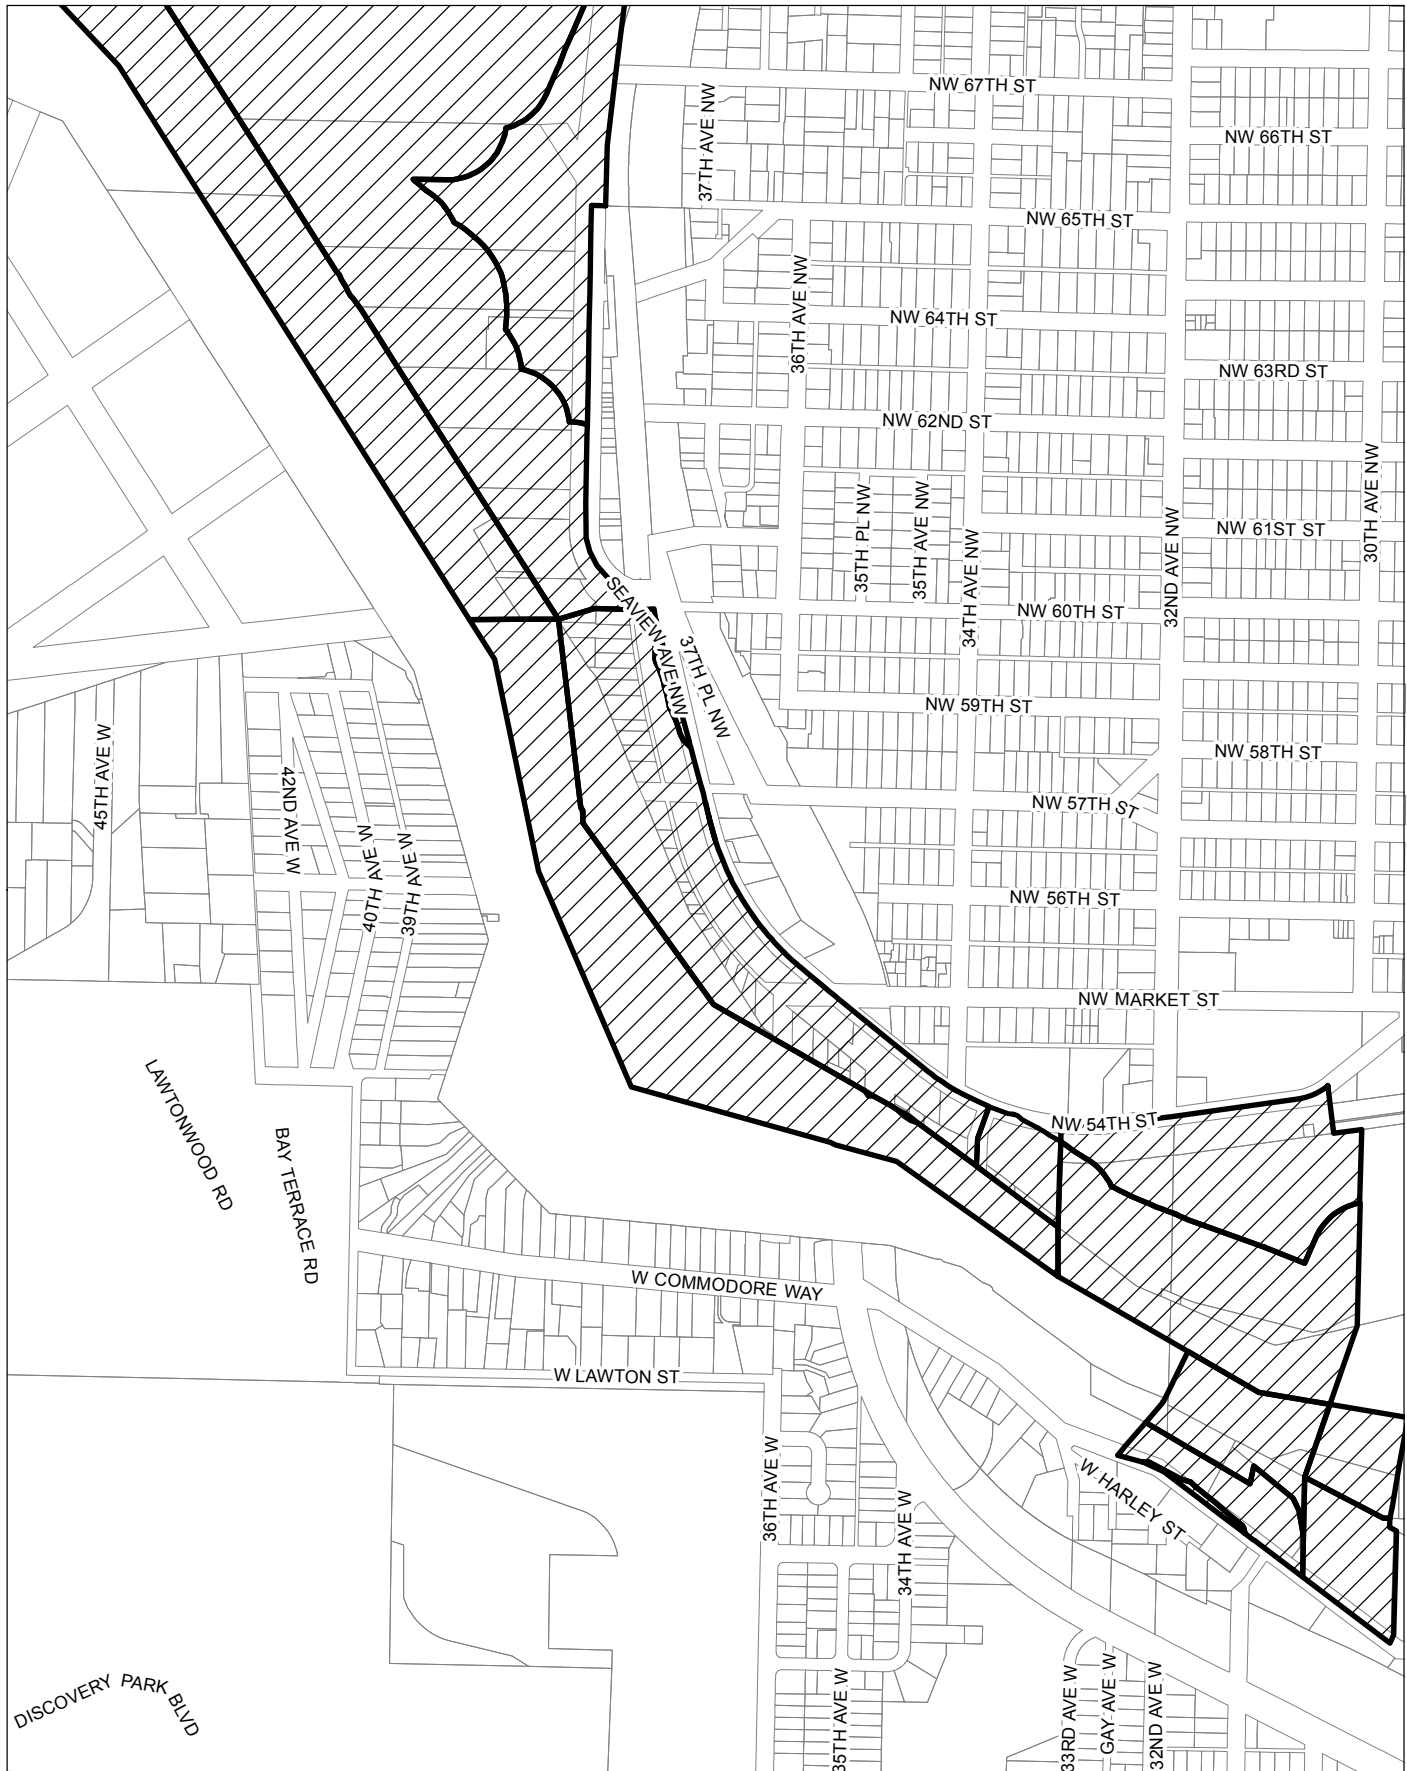 NW 67TH ST
37TH AVE NW
NW 66TH ST
NW 65TH ST
36TH AVE NW
NW 64TH ST
NW 63RD ST
NW 62ND ST
30TH AVE NW
35TH PL NW
35TH AVE NW
34TH AVE NW
32ND AVE NW
NW 61ST ST
SEAVIEW AVE NW
NW 60TH ST
37TH PL NW
NW 59TH ST
45TH AVE W
42ND AVE W
NW 58TH ST
40TH AVE W
39TH AVE W
NW 57TH ST
NW 56TH ST
NW MARKET ST
LAWTONWOOD RD
BAY TERRACE RD
NW 54TH ST
W COMMODORE WAY
W LAWTON ST
36TH AVE W
34TH AVE W
W HARLEY ST
DISCOVERY PARK BLVD
35TH AVE W
33RD AVE W
GAY AVE W
32ND AVE W